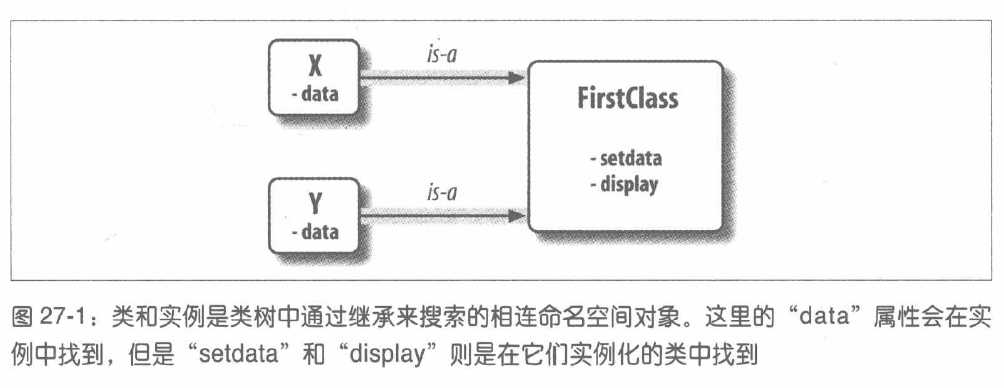 X
- data
is-a
FirstClass
- setdata
- display
Y
- data
is-a
图 27-1：类和实例是类树中通过继承来搜索的相连命名空间对象。这里的“data”属性会在实
例中找到，但是“setdata”和“display”则是在它们实例化的类中找到